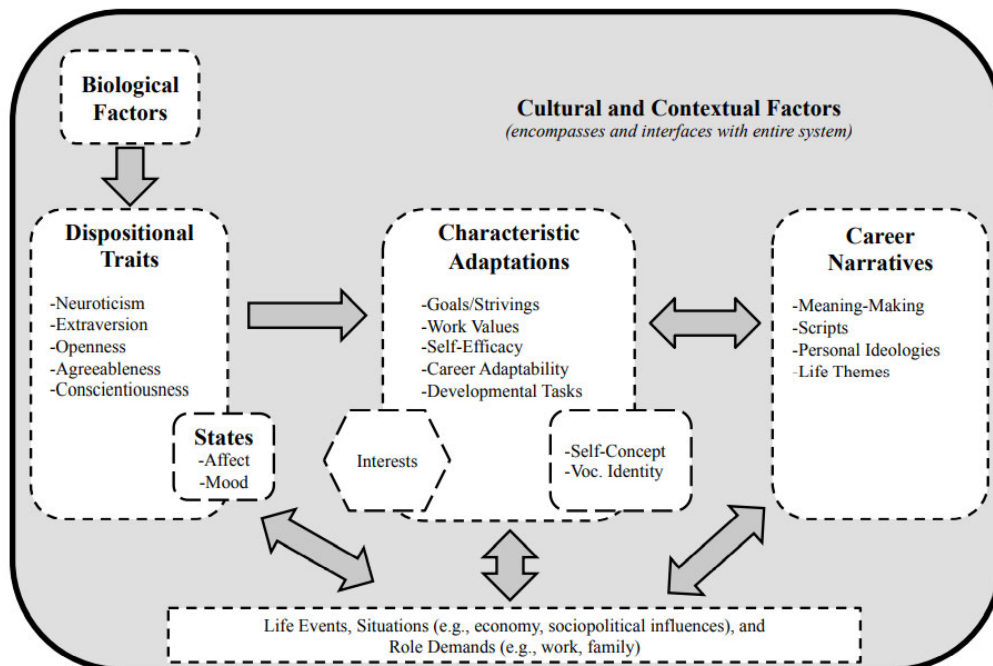 Biological
Factors
Cultural and Contextual Factors
(encompasses and interfaces with entire system)
Dispositional
Traits
-Neuroticism
-Extraversion
-Openness
-Agreeableness
-Conscientiousness
States
-Affect
-Mood
Characteristic
Adaptations
-Goals/Strivings
-Work Values
-Self-Efficacy
-Career Adaptability
-Developmental Tasks
Interests
-Self-Concept
-Voc. Identity
Career
Narratives
-Meaning-Making
-Scripts
-Personal Ideologies
-Life Themes
Life Events, Situations (e.g., economy, sociopolitical influences), and
Role Demands (e.g., work, family)